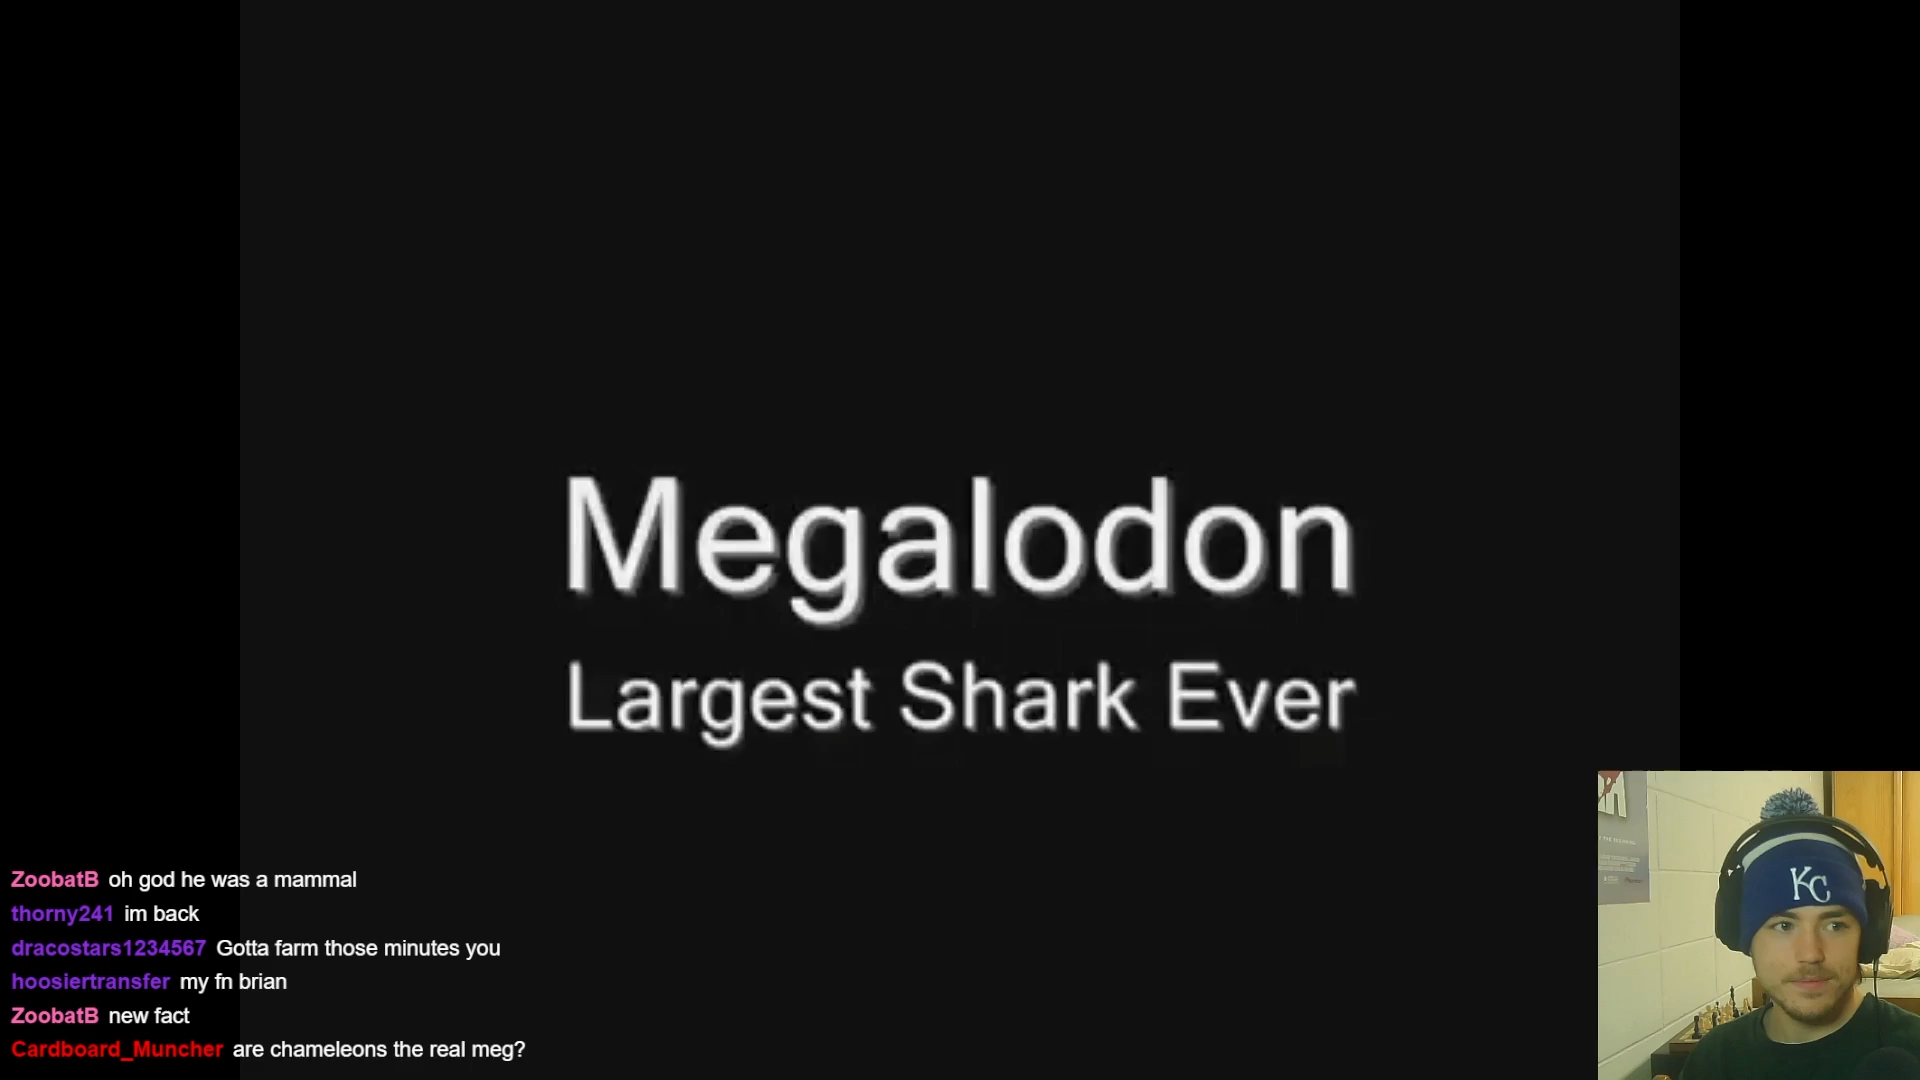 Megalodon
Largest Shark Ever
ZoobatB oh god he was a mammal
thorny241 im back
dracostars1234567 Gotta farm those minutes you
hoosiertransfer my fn brian
ZoobatB new fact
Cardboard_Muncher are chameleons the real meg?
KC